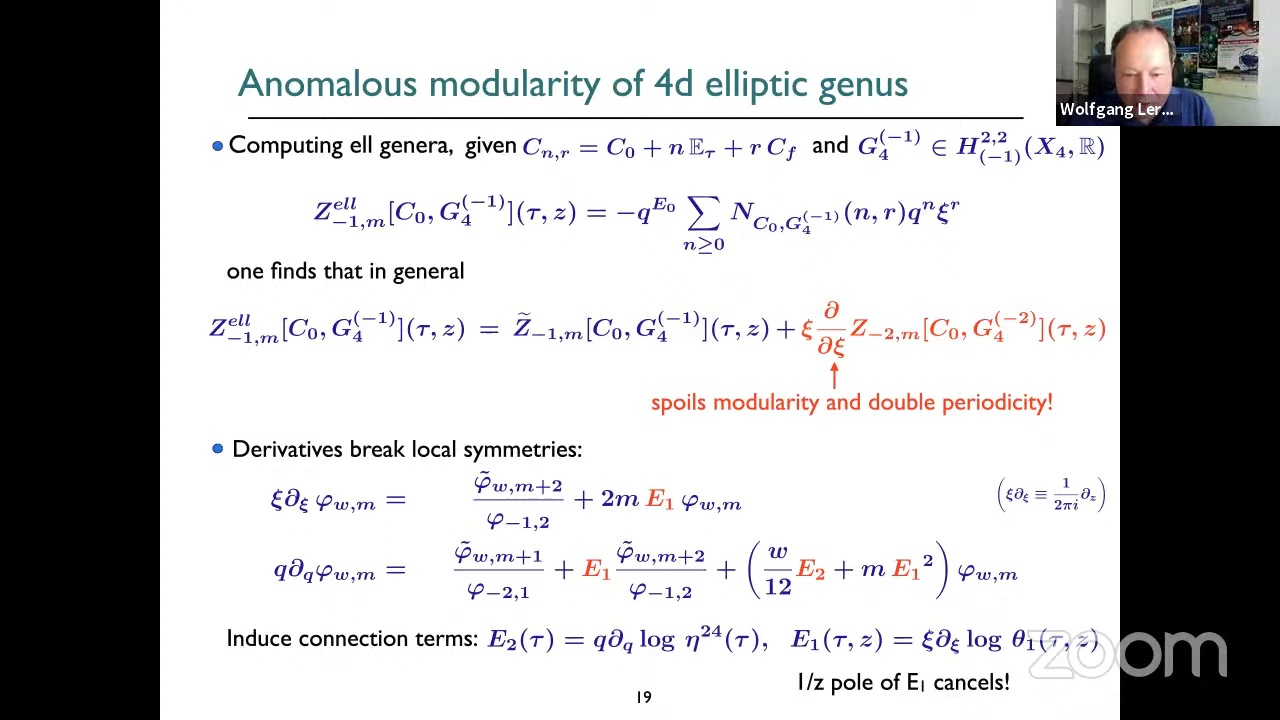 Anomalous modularity of 4d elliptic genus
Wolfgang Ler...
• Computing ell genera, given C_{n,r} = C_0 + n 𝔼_τ + r C_f and G_4^{(-1)} ∈ H^{2,2}_{(-1)}(X_4, ℝ)
Z^{ell}_{-1,m}[C_0, G_4^{(-1)}](τ, z) = -q^{E_0} ∑_{n≥0} N_{C_0,G_4^{(-1)}}(n, r)q^n ξ^r
one finds that in general
Z^{ell}_{-1,m}[C_0, G_4^{(-1)}](τ, z) = Z̃_{-1,m}[C_0, G_4^{(-1)}](τ, z) + ξ ∂/∂ξ Z_{-2,m}[C_0, G_4^{(-2)}](τ, z)
spoils modularity and double periodicity!
• Derivatives break local symmetries:
ξ∂_ξ φ_{w,m} = φ̃_{w,m+2}/φ_{-1,2} + 2m E_1 φ_{w,m}
(ξ∂_ξ ≡ 1/2πi ∂_z)
q∂_q φ_{w,m} = φ̃_{w,m+1}/φ_{-2,1} + E_1 φ̃_{w,m+2}/φ_{-1,2} + (w/12 E_2 + m E_1^2) φ_{w,m}
Induce connection terms: E_2(τ) = q∂_q log η^{24}(τ), E_1(τ, z) = ξ∂_ξ log θ_1(τ, z)
zoom
1/z pole of E_1 cancels!
19